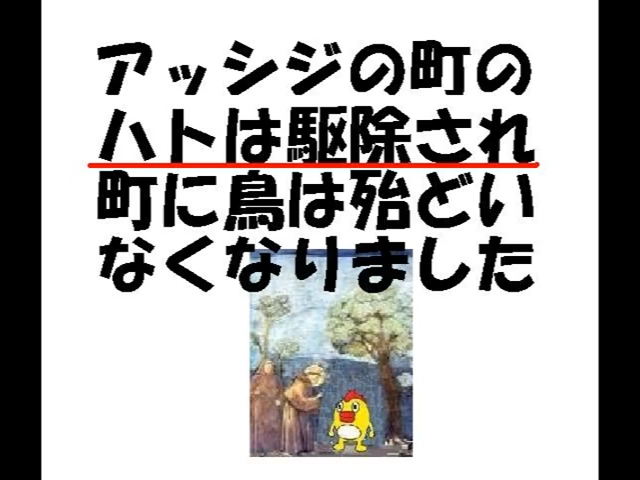 アッシジの町の
ハトは駆除され
町に鳥は殆どい
なくなりました